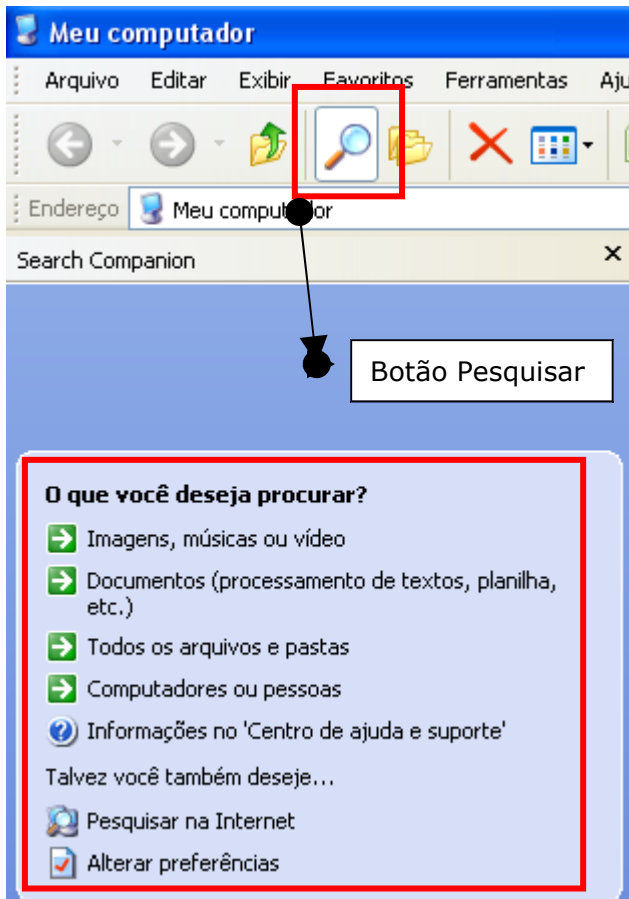 Meu computador
Arquivo Editar Exibir Favoritos Ferramentas Aju
Endereço Meu computador
Search Companion
Botão Pesquisar
O que você deseja procurar?
Imagens, músicas ou vídeo
Documentos (processamento de textos, planilha,
etc.)
Todos os arquivos e pastas
Computadores ou pessoas
Informações no 'Centro de ajuda e suporte'
Talvez você também deseje...
Pesquisar na Internet
Alterar preferências